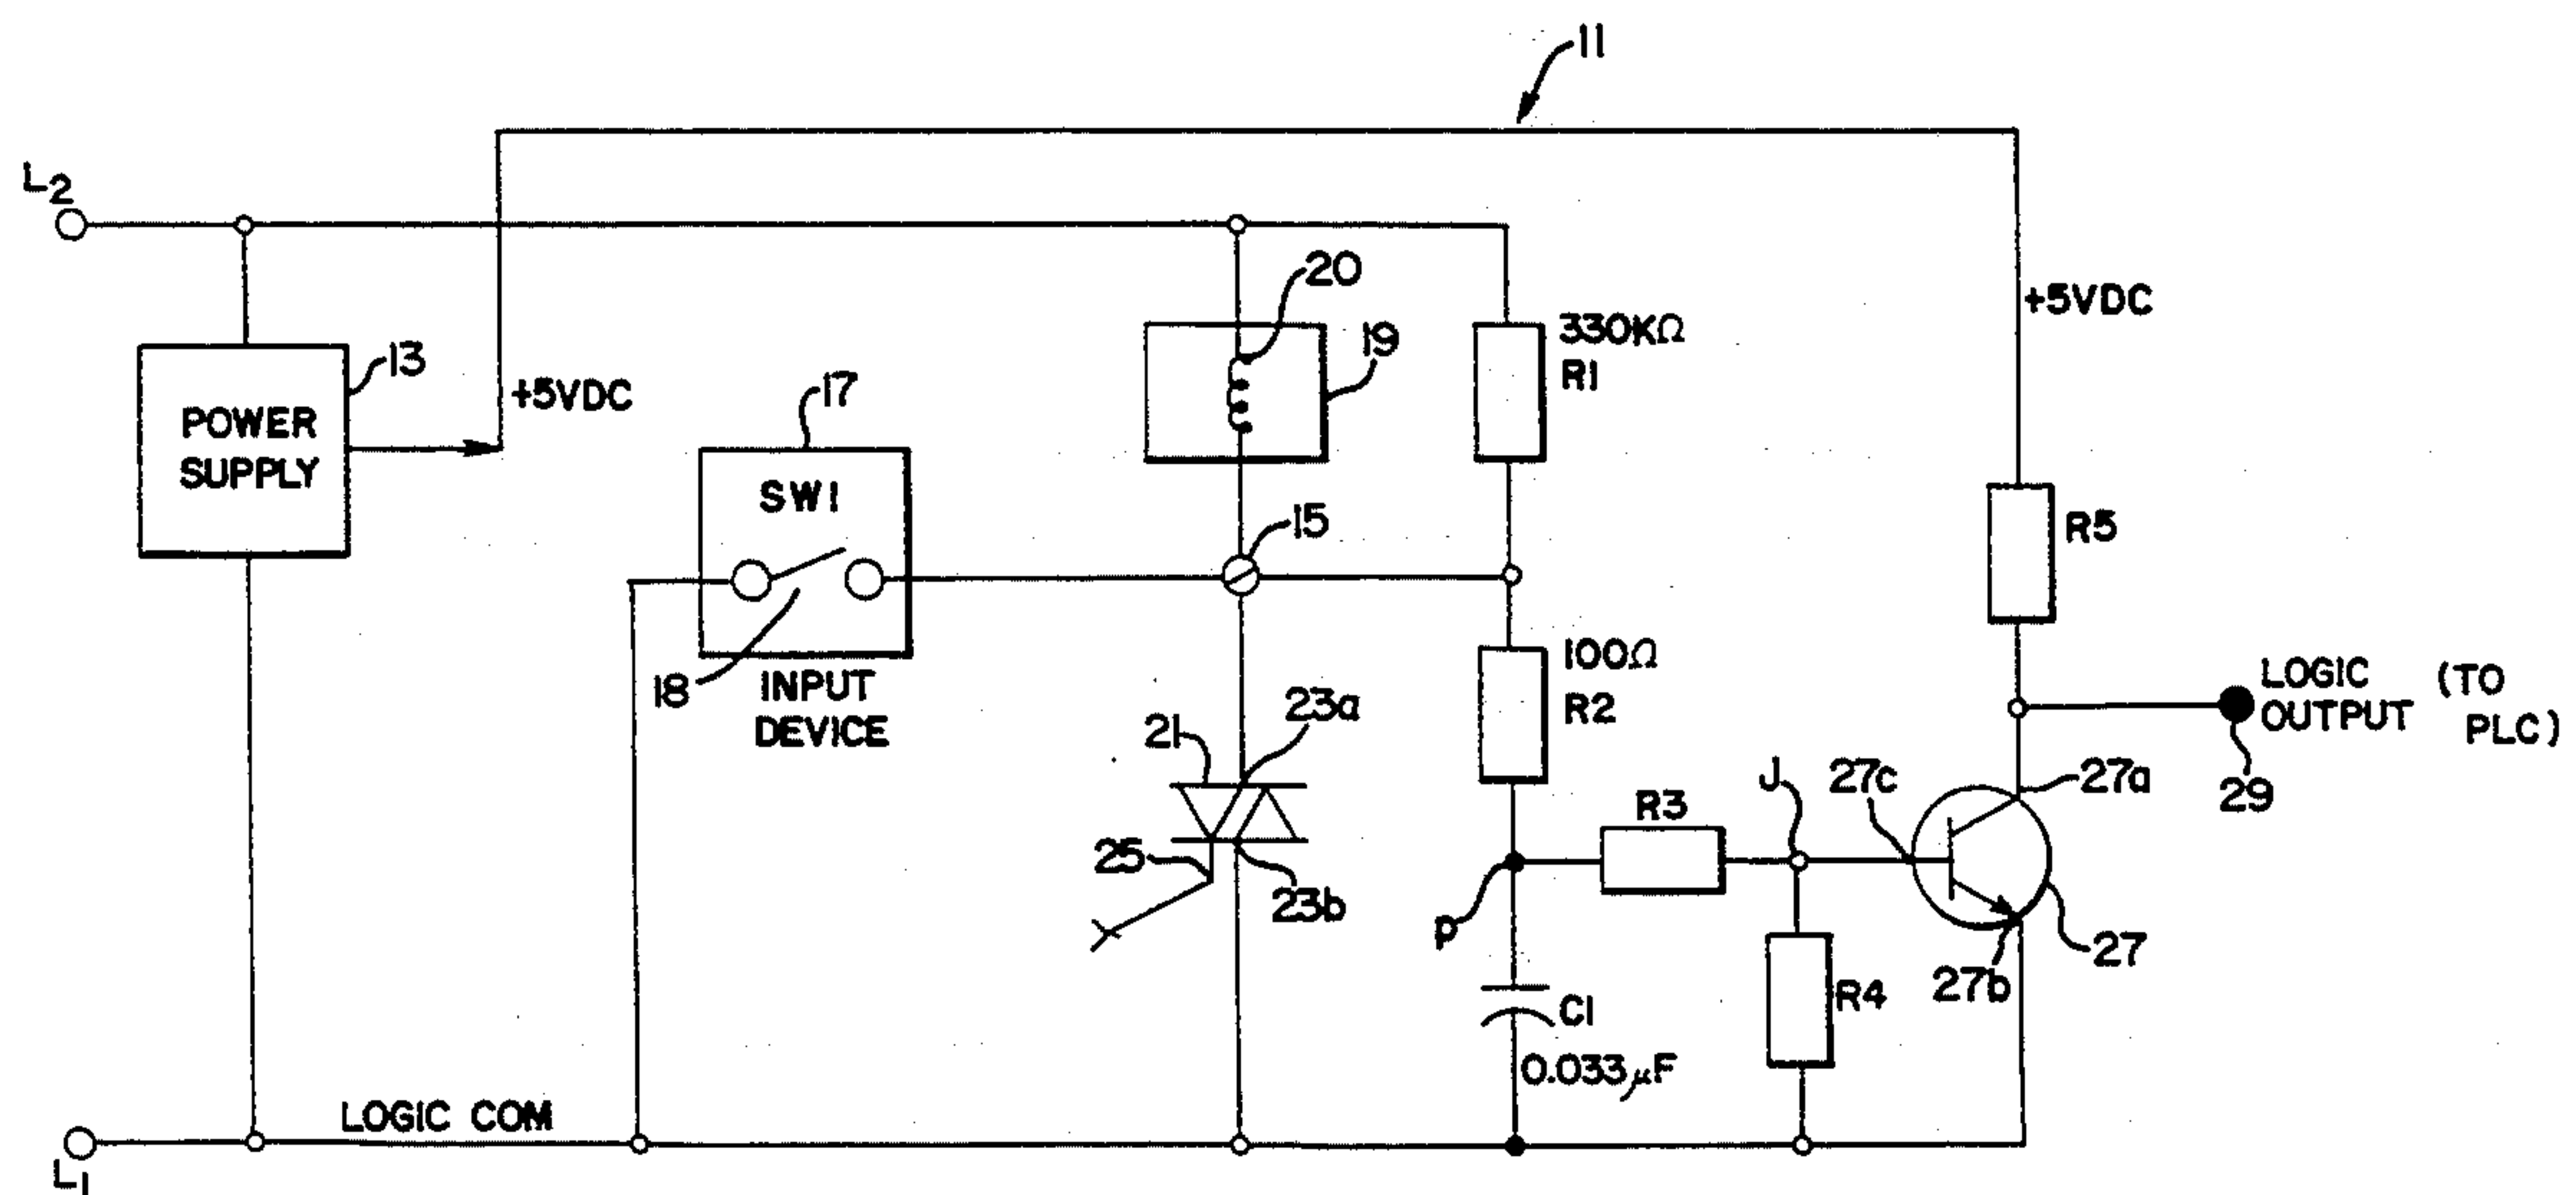 11
L2
20
330KΩ
R1
19
+5VDC
13
+5VDC
POWER
SUPPLY
17
SW1
15
R5
18
INPUT
DEVICE
100Ω
R2
23a
21
LOGIC
OUTPUT
(TO
PLC)
29
J
27c
27a
R3
25
23b
P
27
27b
R4
C1
0.033µF
LOGIC COM
L1